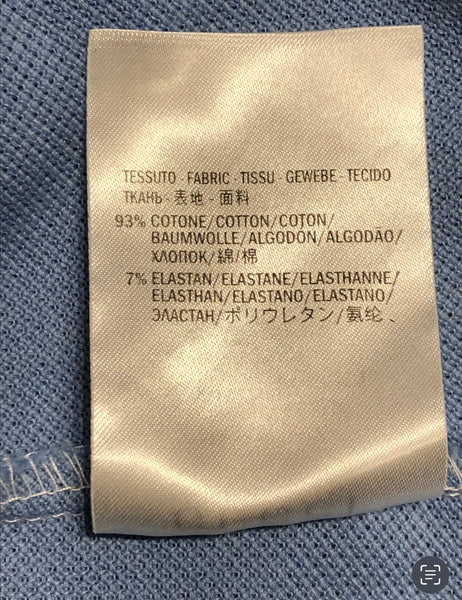 TESSUTO - FABRIC - TISSU - GEWEBE - TECIDO
ТКАНЬ - 表地 - 面料
93% COTONE/COTTON/COTON/
BAUMWOLLE/ALGODÓN/ALGODÃO/
ХЛОПОК/綿/棉
7% ELASTAN/ELASTANE/ELASTHANNE/
ELASTHAN/ELASTANO/ELASTANO/
ЭЛАСТАН/ポリウレタン/氨纶